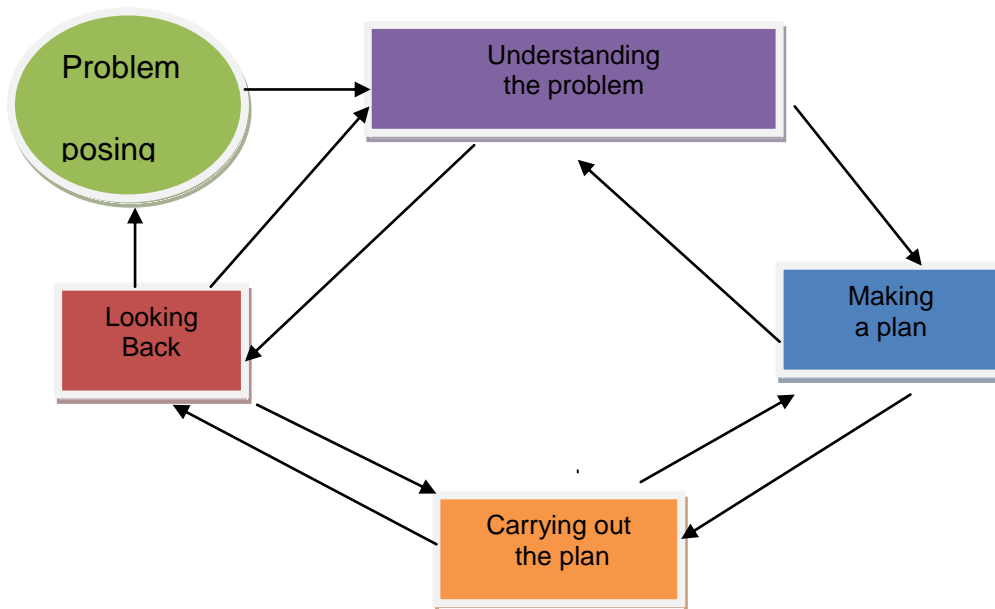 Problem
posing
Understanding
the problem
Looking
Back
Making
a plan
Carrying out
the plan